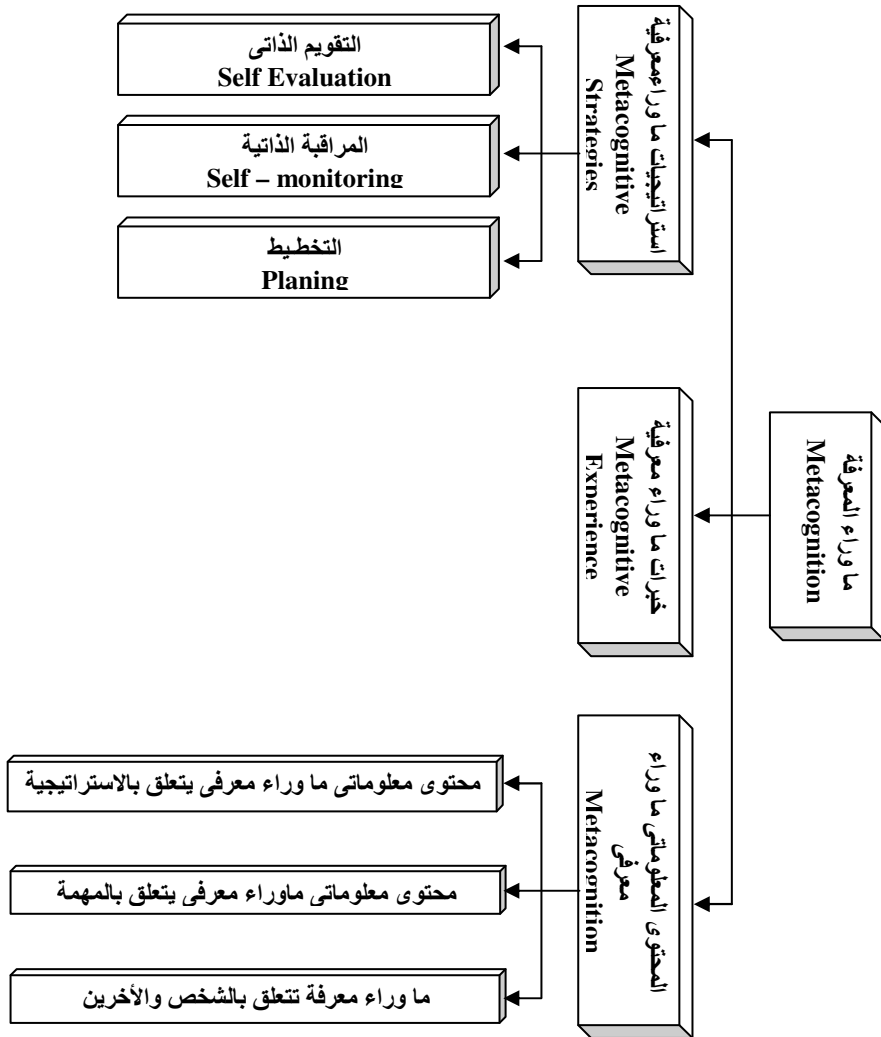 ما وراء المعرفة
Metacognition
استراتيجيات ما وراءمعرفية
Metacognitive
Strategies
التقويم الذاتى
Self Evaluation
المراقبة الذاتية
Self – monitoring
التخطيط
Planing
خبرات ما وراء معرفية
Metacognitive
Experience
المحتوى المعلوماتى ما وراء
معرفى
Metacognition
محتوى معلوماتى ما وراء معرفى يتعلق بالاستراتيجية
محتوى معلوماتى ماوراء معرفى يتعلق بالمهمة
ما وراء معرفة تتعلق بالشخص والأخرين